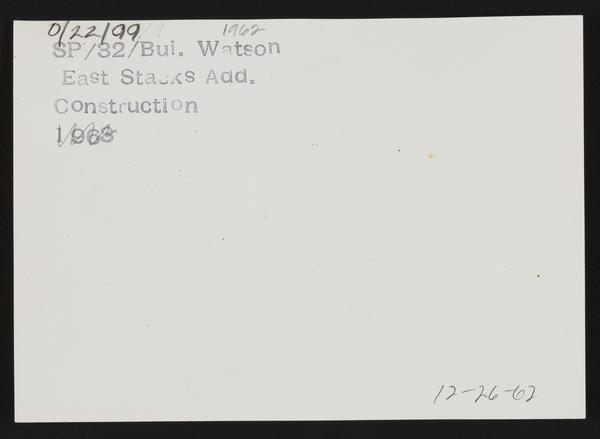 0/22/99 1962
SP/32/Bui. Watson
East Stacks Add.
Construction
1963
12-26-62